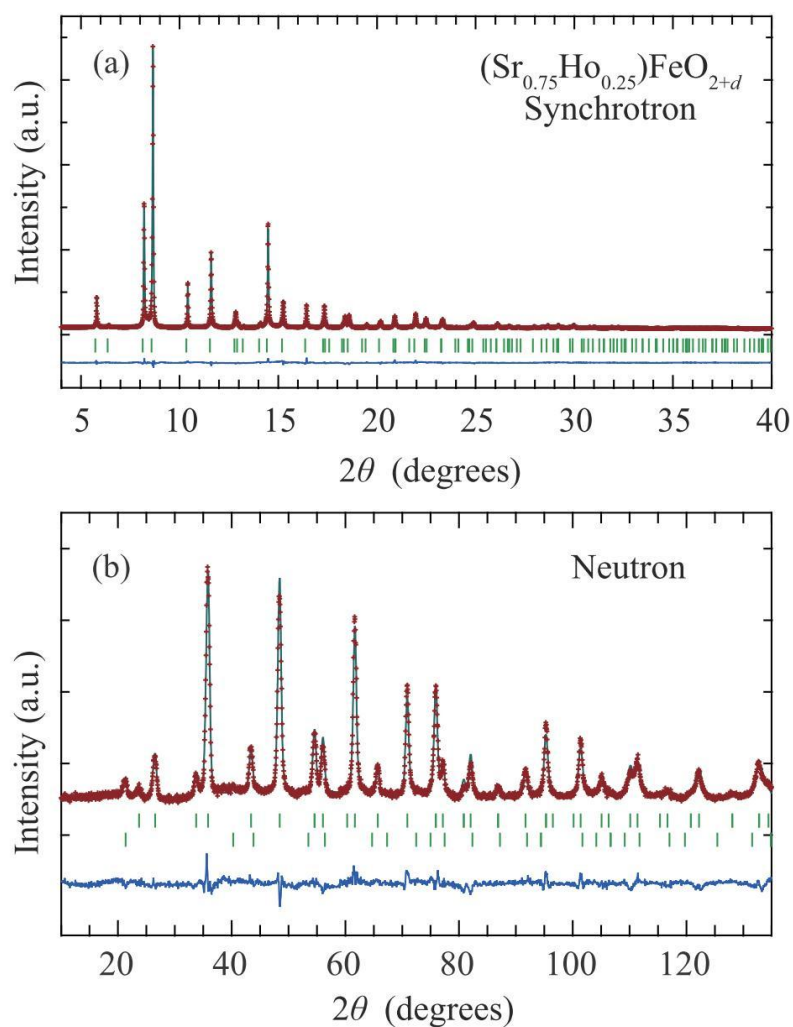 (a)
(Sr0.75Ho0.25)FeO2+d
Synchrotron
Intensity (a.u.)
5 10 15 20 25 30 35 40
2θ (degrees)
(b)
Neutron
Intensity (a.u.)
20 40 60 80 100 120
2θ (degrees)